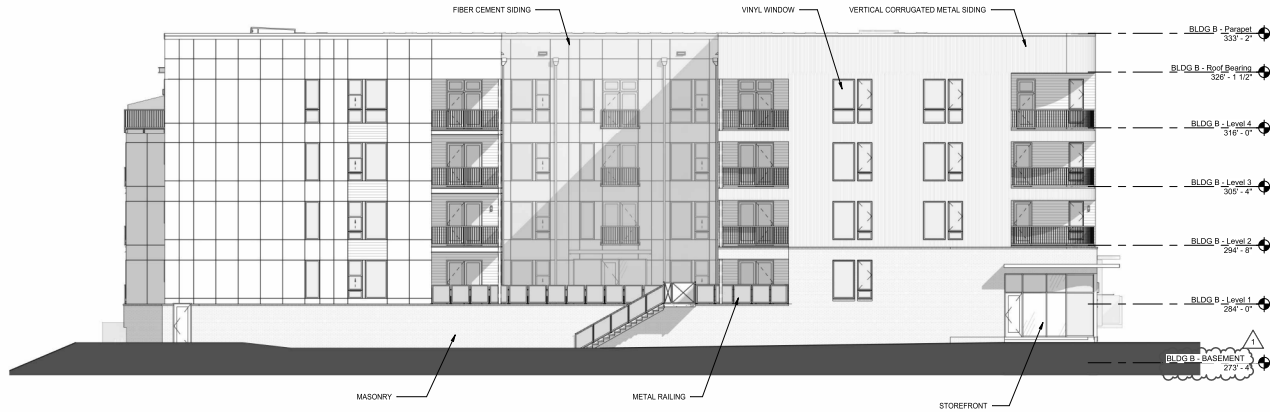 FIBER CEMENT SIDING
VINYL WINDOW
VERTICAL CORRUGATED METAL SIDING
BLDG B - Parapet
333' - 2"
BLDG B - Roof Bearing
326' - 1 1/2"
BLDG B - Level 4
316' - 0"
BLDG B - Level 3
305' - 4"
BLDG B - Level 2
294' - 8"
BLDG B - Level 1
284' - 0"
1
BLDG B - BASEMENT
273' - 4"
MASONRY
METAL RAILING
STOREFRONT